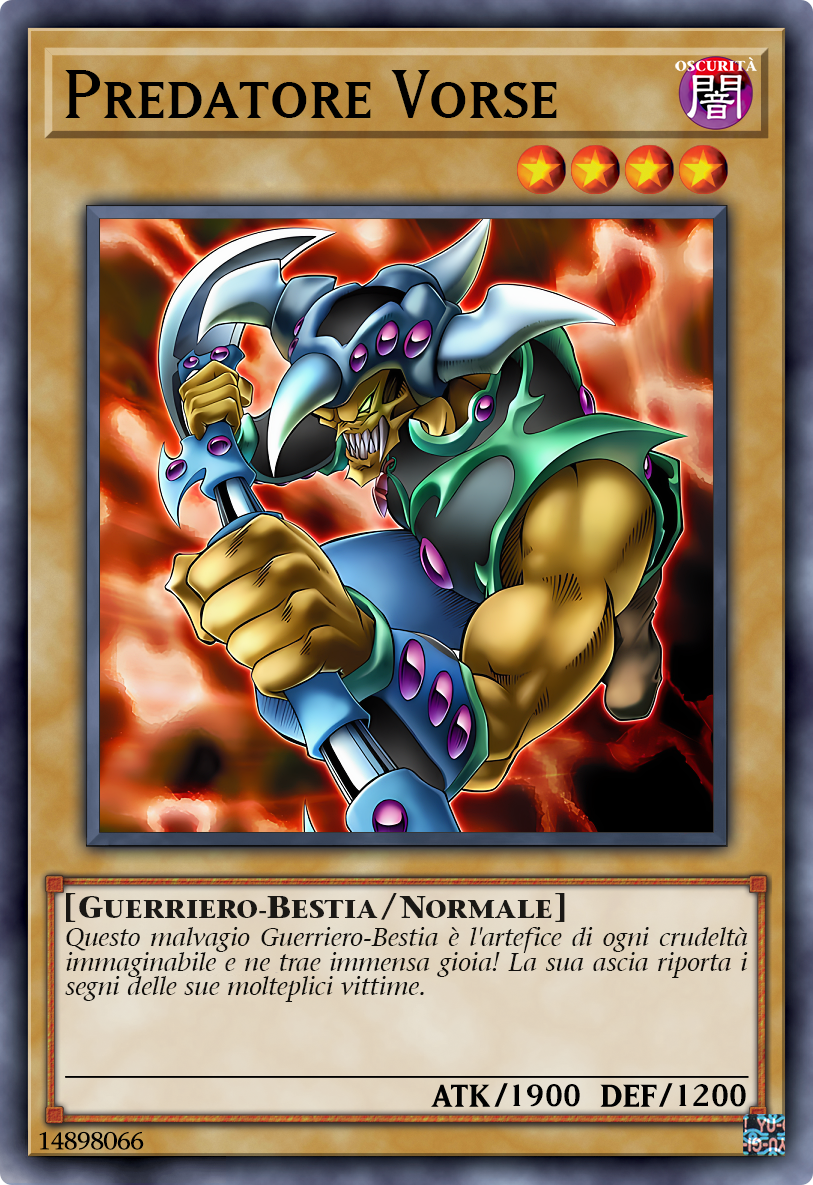 Predatore Vorse
OSCURITÀ
闇
[Guerriero-Bestia/Normale]
Questo malvagio Guerriero-Bestia è l'artefice di ogni crudeltà
immaginabile e ne trae immensa gioia! La sua ascia riporta i
segni delle sue molteplici vittime.
ATK/1900 DEF/1200
14898066